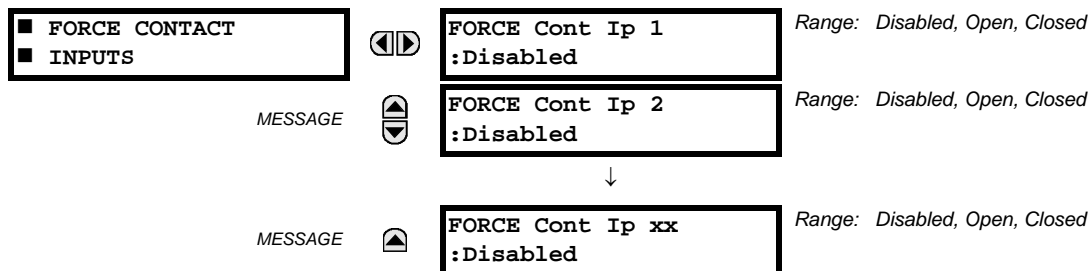 ■ FORCE CONTACT
■ INPUTS
FORCE Cont Ip 1
:Disabled
Range: Disabled, Open, Closed
MESSAGE
FORCE Cont Ip 2
:Disabled
Range: Disabled, Open, Closed
↓
MESSAGE
FORCE Cont Ip xx
:Disabled
Range: Disabled, Open, Closed